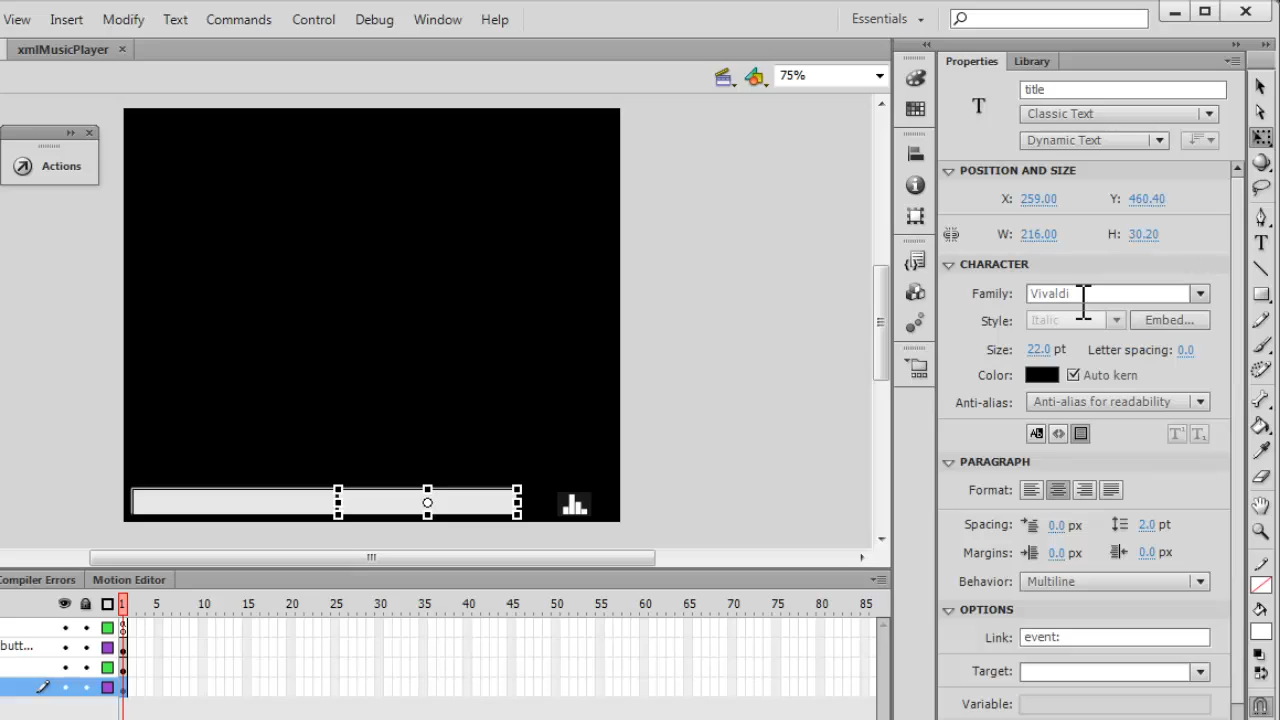 View Insert Modify Text Commands Control Debug Window Help Essentials
xmlMusicPlayer
75%
Actions
Properties Library
T title
Classic Text
Dynamic Text
POSITION AND SIZE
X: 259.00 Y: 460.40
W: 216.00 H: 30.20
CHARACTER
Family: Vivaldi
Style: Italic Embed...
Size: 22.0 pt Letter spacing: 0.0
Color: Auto kern
Anti-alias: Anti-alias for readability
PARAGRAPH
Format:
Spacing: 0.0 px 2.0 pt
Margins: 0.0 px 0.0 px
Behavior: Multiline
OPTIONS
Link: event:
Target:
Variable:
Compiler Errors Motion Editor
1 5 10 15 20 25 30 35 40 45 50 55 60 65 70 75 80 85
butt...